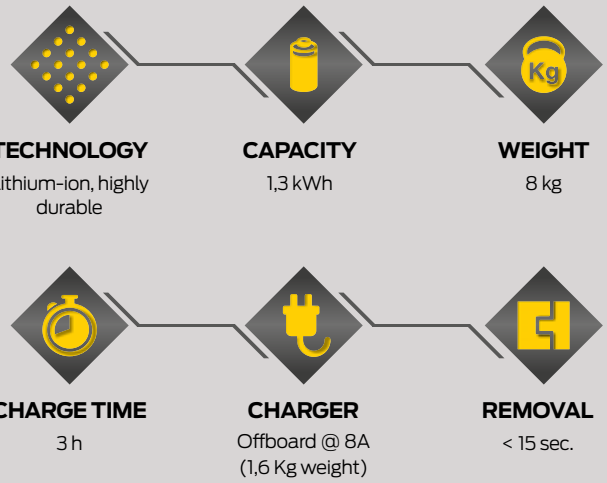 Kg
TECHNOLOGY
Lithium-ion, highly
durable
CAPACITY
1,3 kWh
WEIGHT
8 kg
CHARGE TIME
3 h
CHARGER
Offboard @ 8A
(1,6 Kg weight)
REMOVAL
< 15 sec.